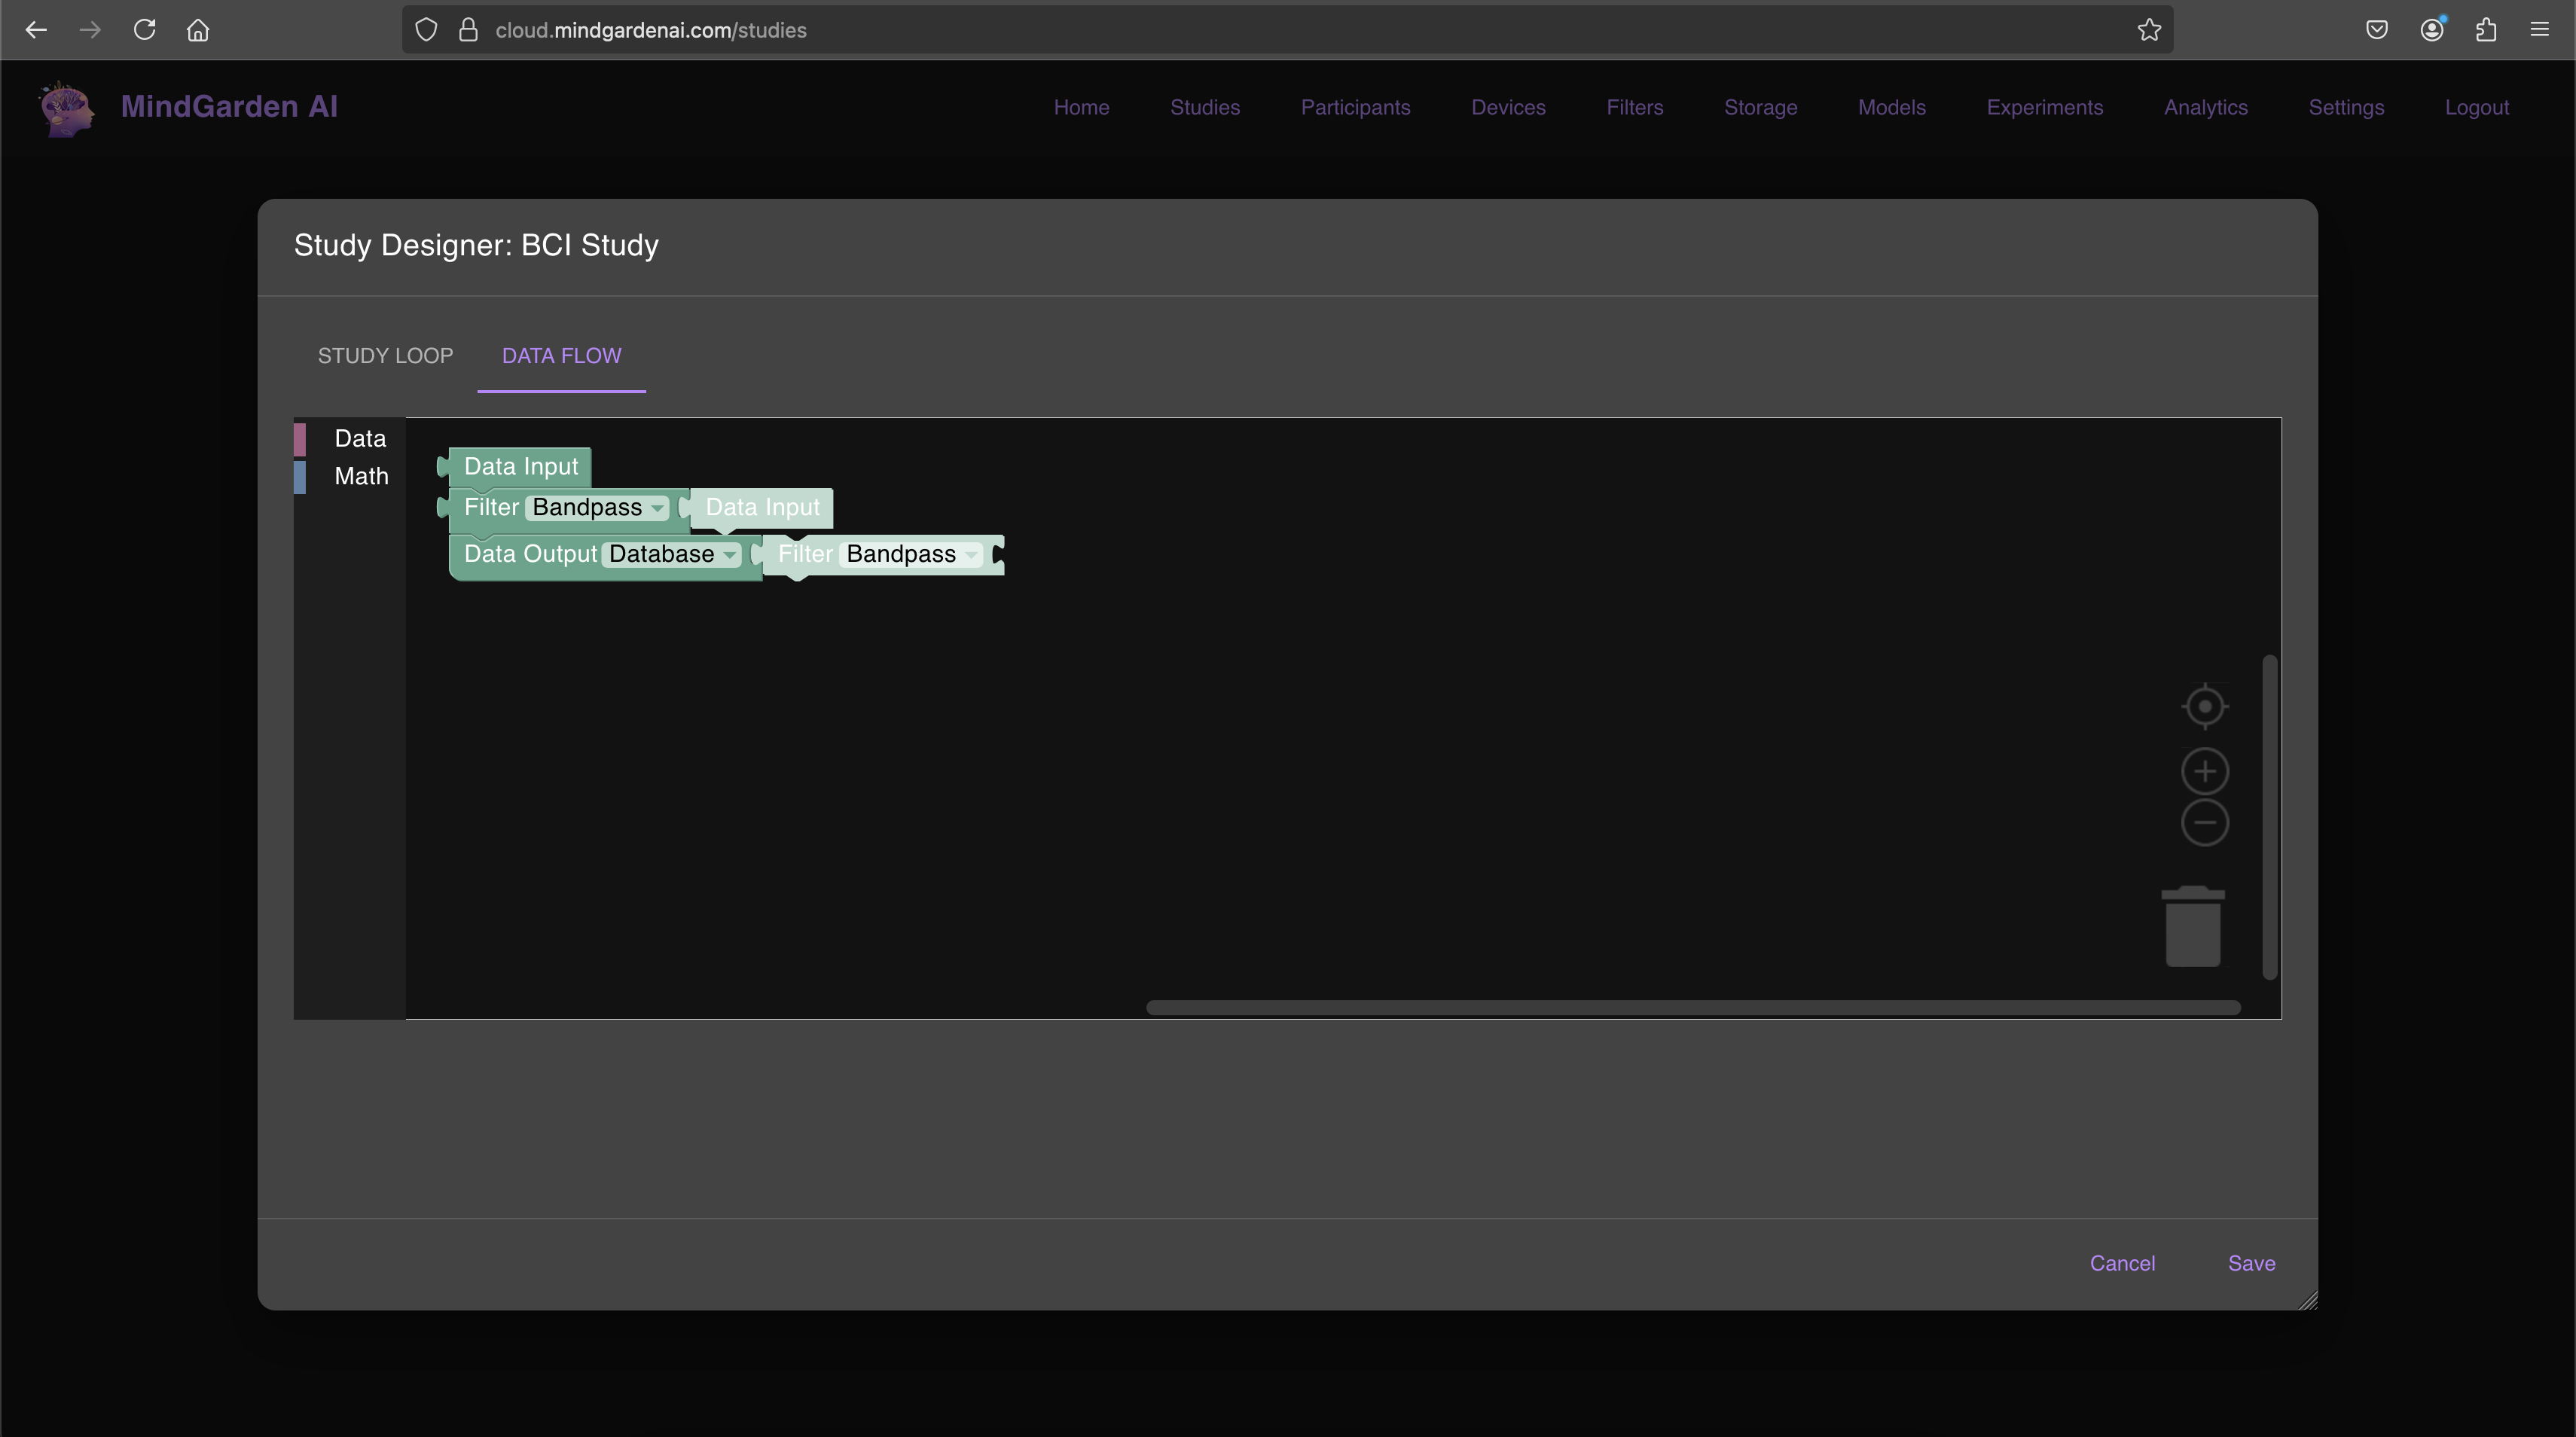 cloud.mindgardenai.com/studies
MindGarden AI
Home Studies Participants Devices Filters Storage Models Experiments Analytics Settings Logout
Study Designer: BCI Study
STUDY LOOP DATA FLOW
Data
Math
Data Input
Filter Bandpass Data Input
Data Output Database Filter Bandpass
Cancel Save